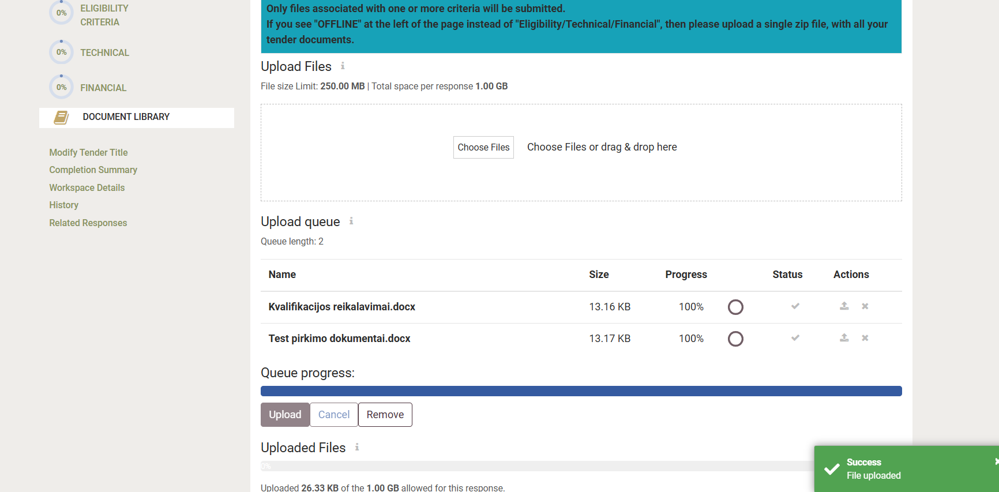 0%
ELIGIBILITY
CRITERIA
0%
TECHNICAL
0%
FINANCIAL
DOCUMENT LIBRARY
Modify Tender Title
Completion Summary
Workspace Details
History
Related Responses
Only files associated with one or more criteria will be submitted.
If you see "OFFLINE" at the left of the page instead of "Eligibility/Technical/Financial", then please upload a single zip file, with all your
tender documents.
Upload Files
File size Limit: 250.00 MB | Total space per response 1.00 GB
Choose Files Choose Files or drag & drop here
Upload queue
Queue length: 2
Name Size Progress Status Actions
Kvalifikacijos reikalavimai.docx 13.16 KB 100%
Test pirkimo dokumentai.docx 13.17 KB 100%
Queue progress:
Upload Cancel Remove
Uploaded Files
0%
Uploaded 26.33 KB of the 1.00 GB allowed for this response.
Success
File uploaded